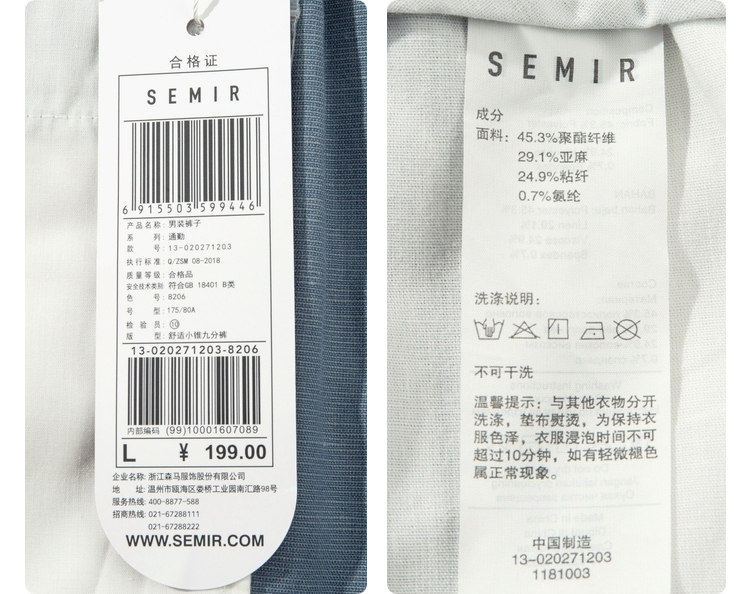 合格证
SEMIR
6 915503 599446
产品名称: 男装裤子
系 列: 通勤
款 号: 13-020271203
执行标准: Q/ZSM 08-2018
质量等级: 合格品
安全技术类别: 符合GB 18401 B类
色 号: 8206
号 型: 175/80A
检 验 员: ⑩
版 型: 舒适小锥九分裤
13-020271203-8206
内部编码 (99)10001607089
L ¥ 199.00
企业名称: 浙江森马服饰股份有限公司
地 址: 温州市瓯海区娄桥工业园南汇路98号
服务热线: 400-8877-588
招商热线: 021-67288111
021-67288222
WWW.SEMIR.COM
SEMIR
成分
面料: 45.3%聚酯纤维
29.1%亚麻
24.9%粘纤
0.7%氨纶
洗涤说明:
不可干洗
温馨提示: 与其他衣物分开
洗涤, 垫布熨烫, 为保持衣
服色泽, 衣服浸泡时间不可
超过10分钟, 如有轻微褪色
属正常现象。
中国制造
13-020271203
1181003